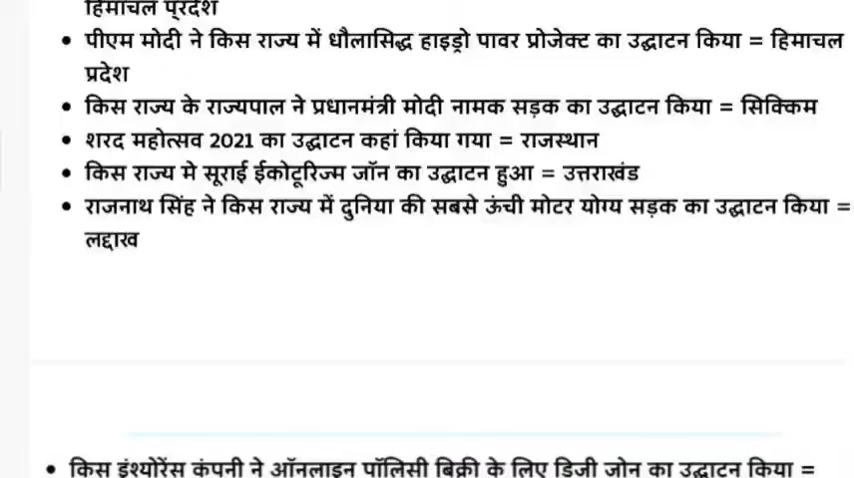 हिमाचल प्रदेश
• पीएम मोदी ने किस राज्य में धौलासिद्ध हाइड्रो पावर प्रोजेक्ट का उद्घाटन किया = हिमाचल
प्रदेश
• किस राज्य के राज्यपाल ने प्रधानमंत्री मोदी नामक सड़क का उद्घाटन किया = सिक्किम
• शरद महोत्सव 2021 का उद्घाटन कहां किया गया = राजस्थान
• किस राज्य मे सूराई ईकोटूरिज्म जॉन का उद्घाटन हुआ = उत्तराखंड
• राजनाथ सिंह ने किस राज्य में दुनिया की सबसे ऊंची मोटर योग्य सड़क का उद्घाटन किया =
लद्दाख
• किस इंश्योरेंस कंपनी ने ऑनलाइन पॉलिसी बिक्री के लिए डिजी जोन का उद्घाटन किया =